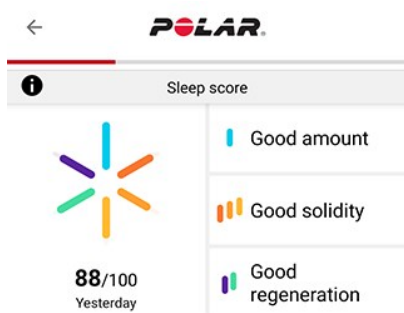 POLAR.
Sleep score
Good amount
Good solidity
Good
regeneration
88/100
Yesterday